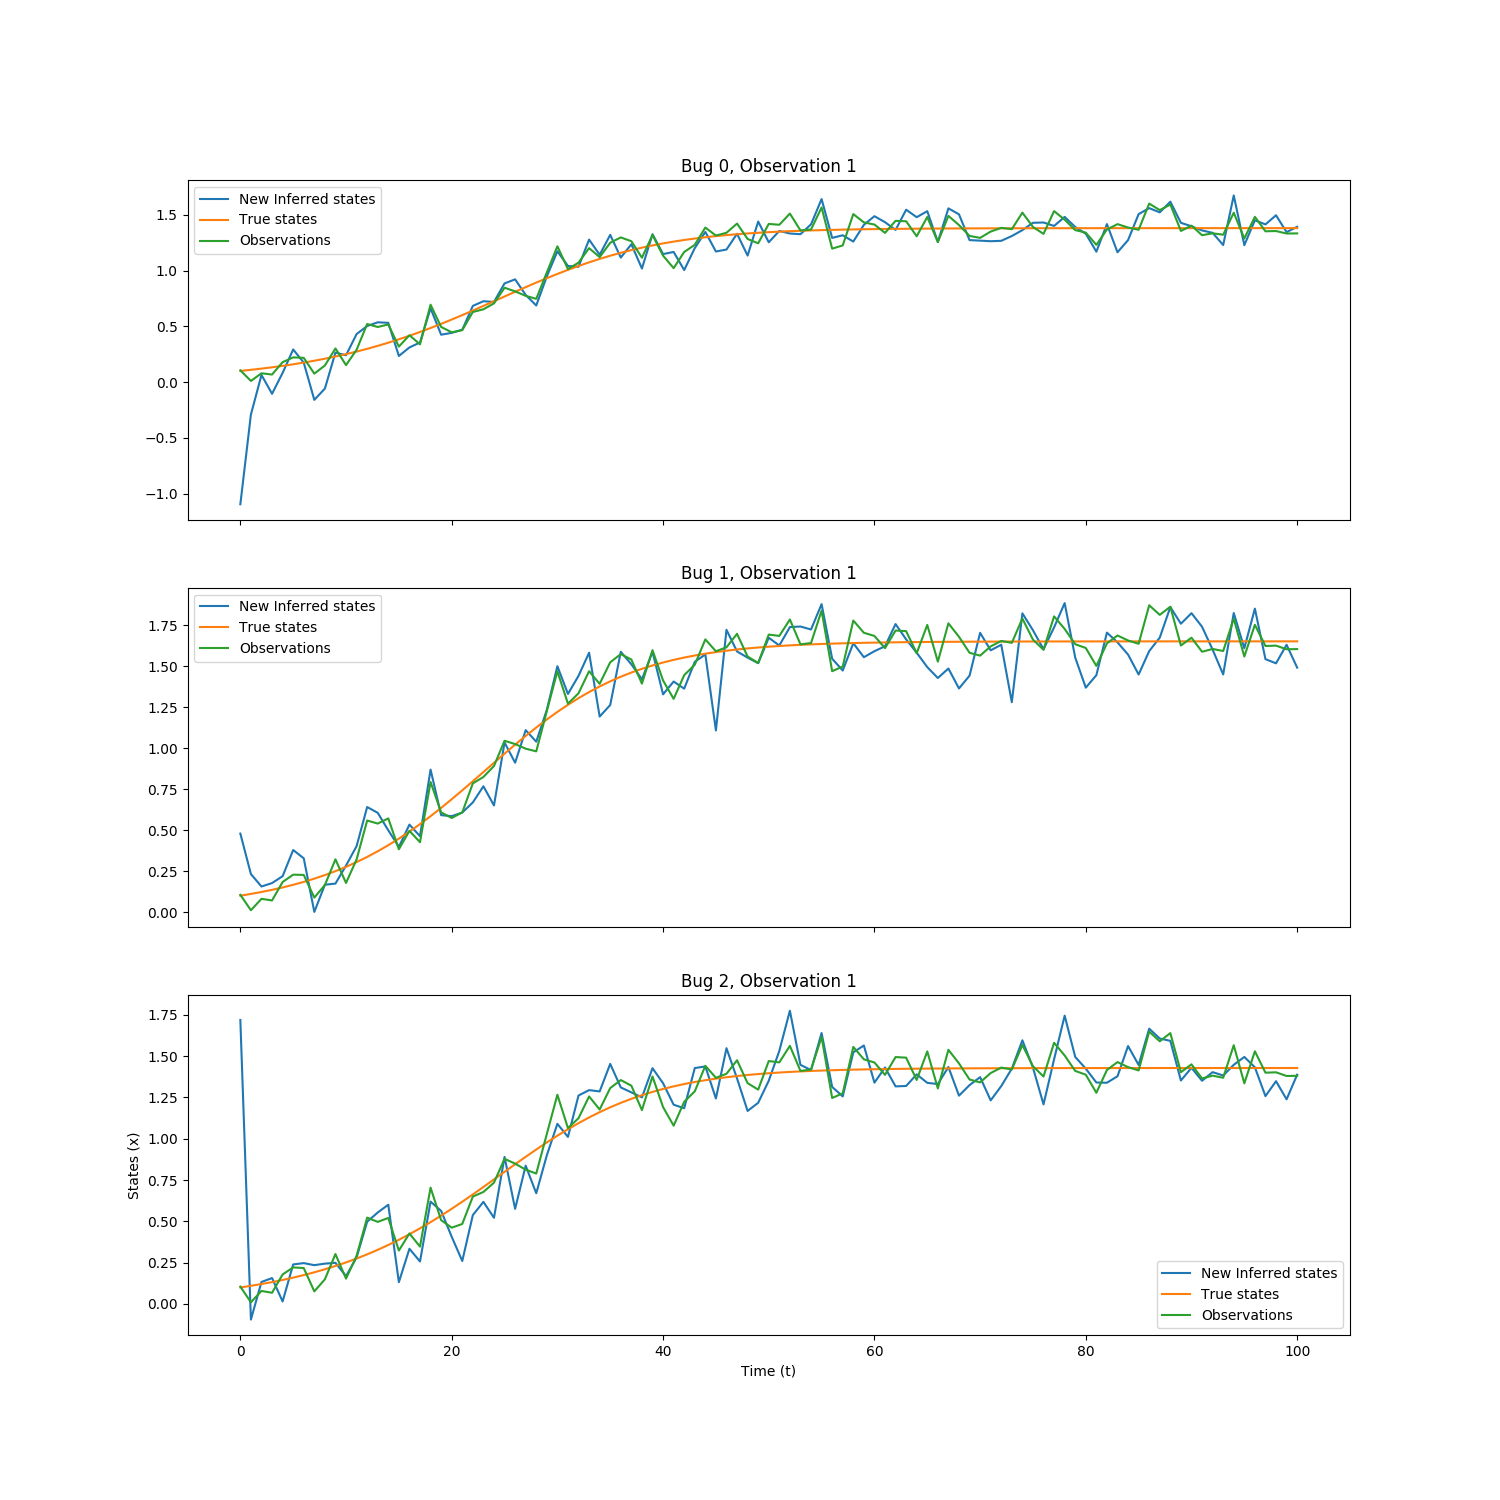 Bug 0, Observation 1
New Inferred states
True states
Observations
1.5
1.0
0.5
0.0
−0.5
−1.0
Bug 1, Observation 1
New Inferred states
True states
Observations
1.75
1.50
1.25
1.00
0.75
0.50
0.25
0.00
Bug 2, Observation 1
1.75
1.50
1.25
1.00
0.75
0.50
0.25
0.00
States (x)
New Inferred states
True states
Observations
0 20 40 60 80 100
Time (t)